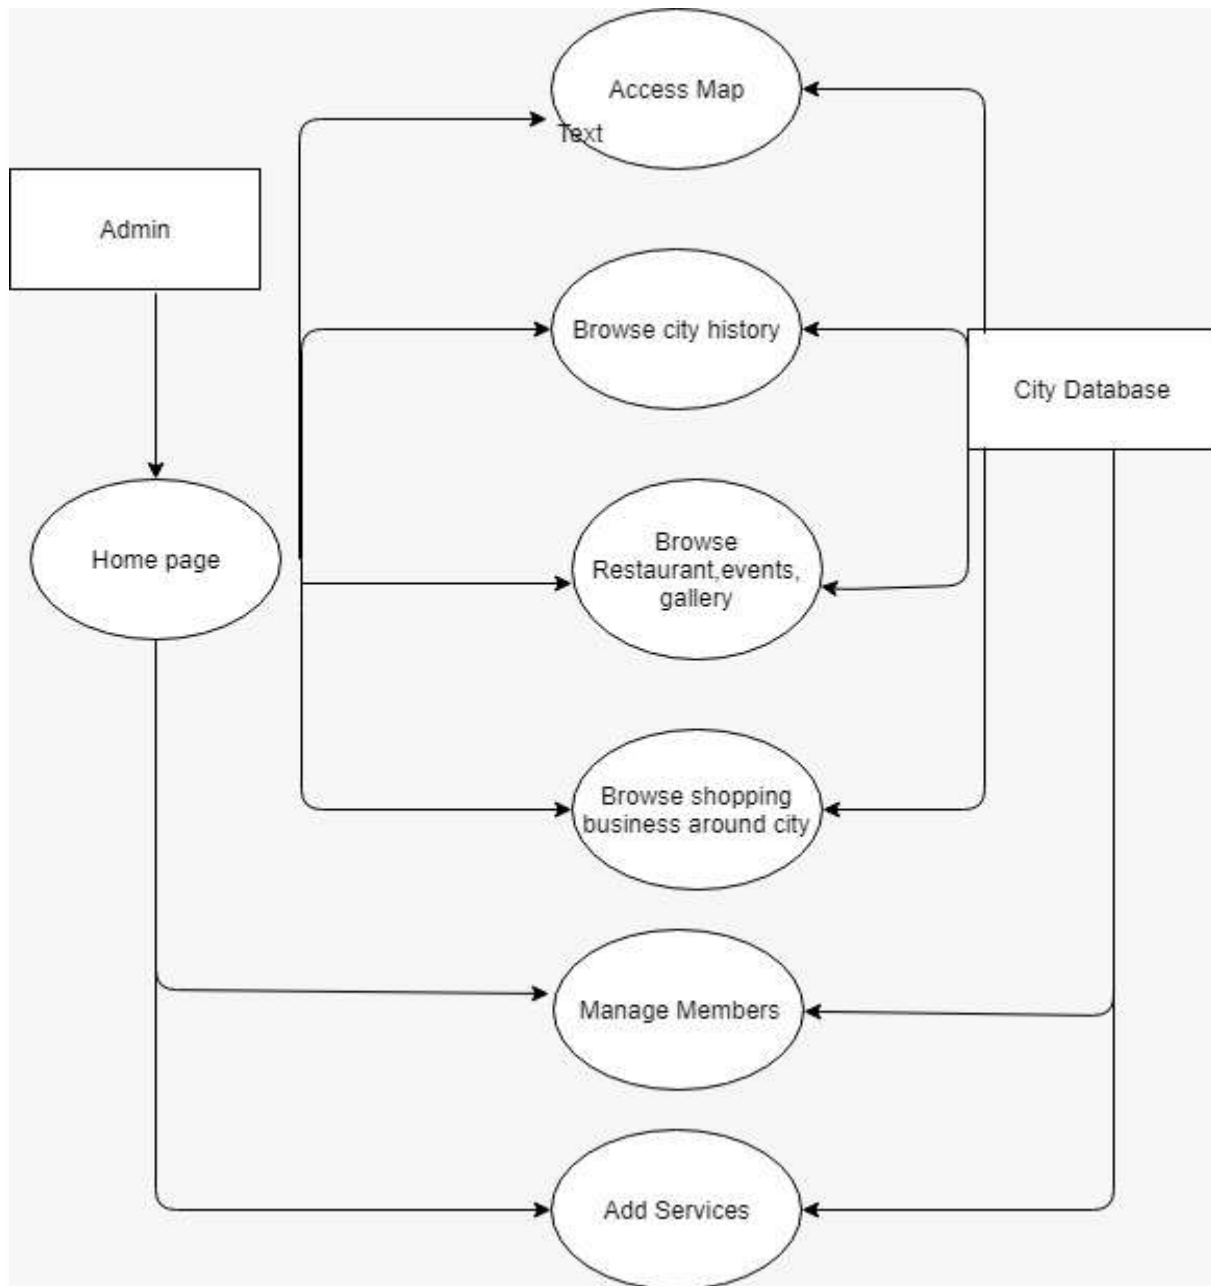 Access Map
Text
Admin
Browse city history
City Database
Browse
Restaurant,events,
gallery
Home page
Browse shopping
business around city
Manage Members
Add Services